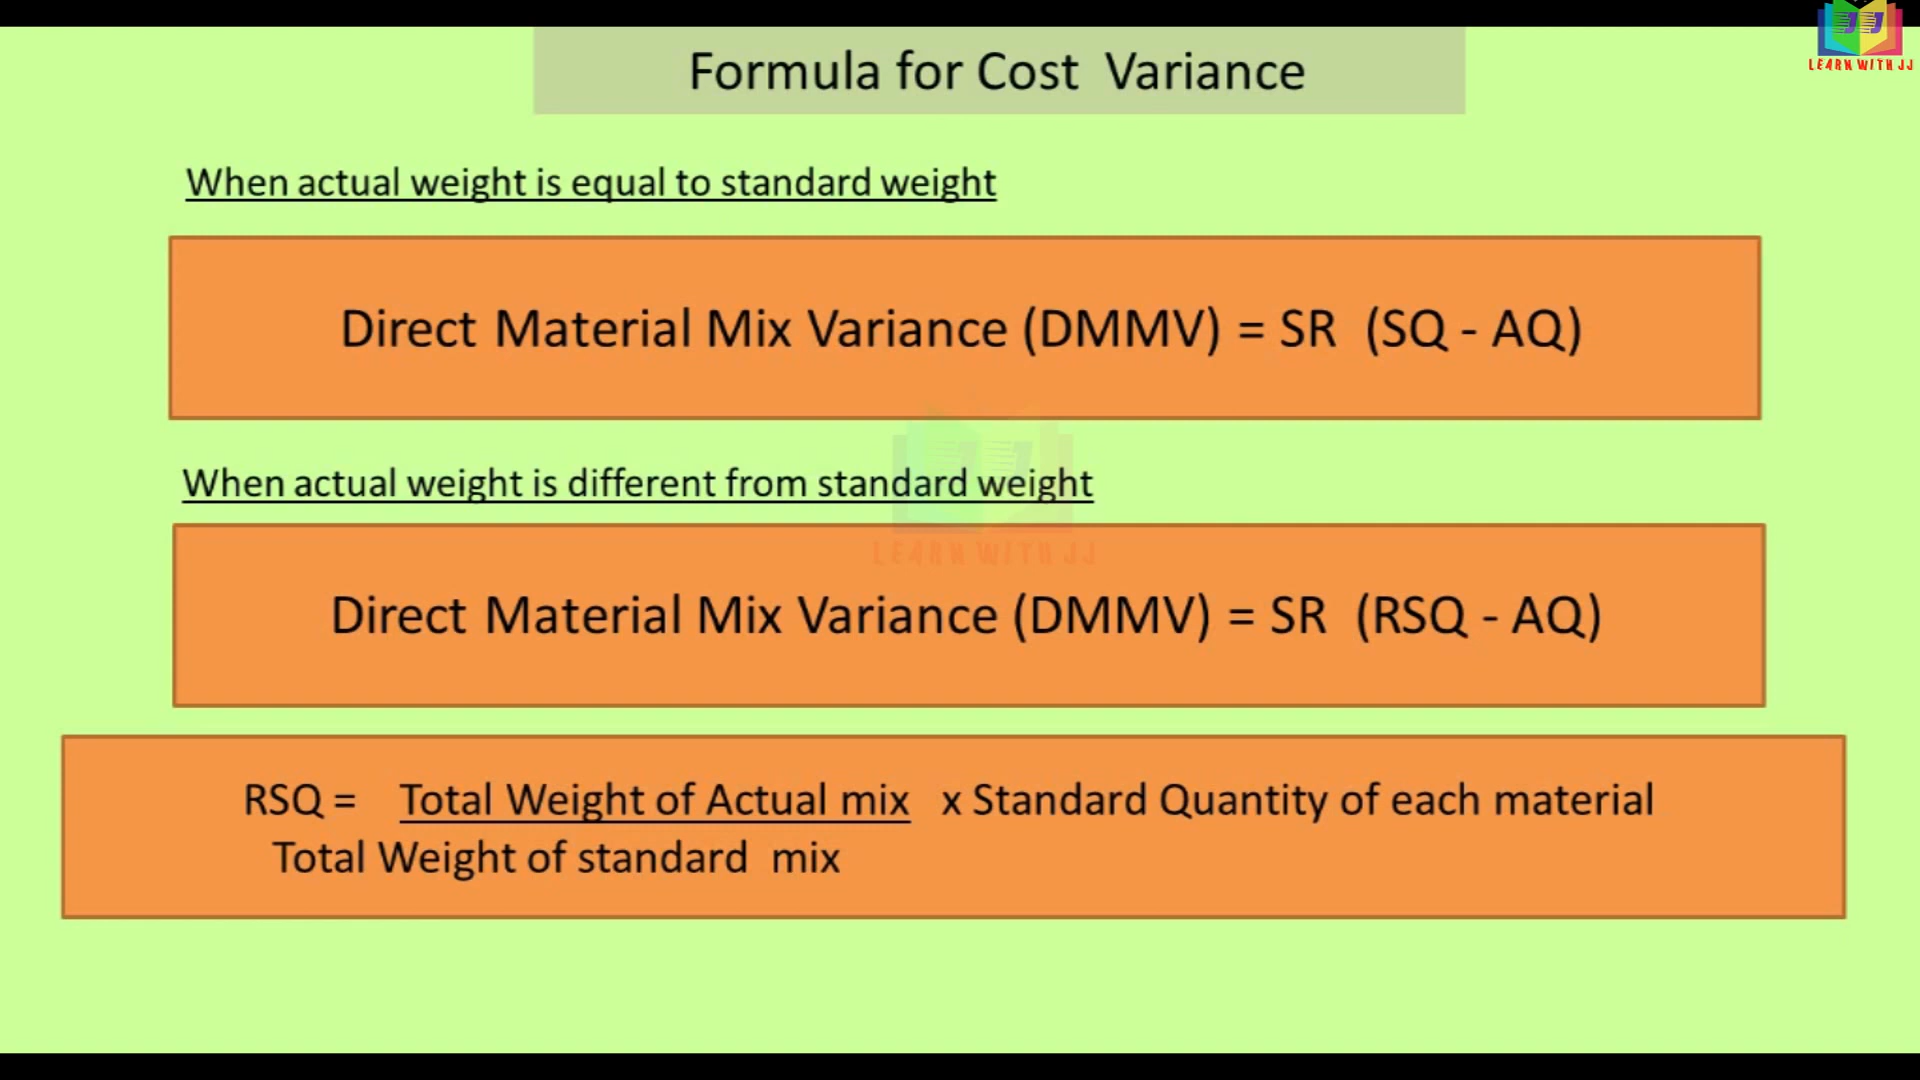 LEARN WITH JJ
Formula for Cost Variance
When actual weight is equal to standard weight
Direct Material Mix Variance (DMMV) = SR (SQ - AQ)
When actual weight is different from standard weight
LEARN WITH JJ
Direct Material Mix Variance (DMMV) = SR (RSQ - AQ)
RSQ = Total Weight of Actual mix x Standard Quantity of each material
Total Weight of standard mix